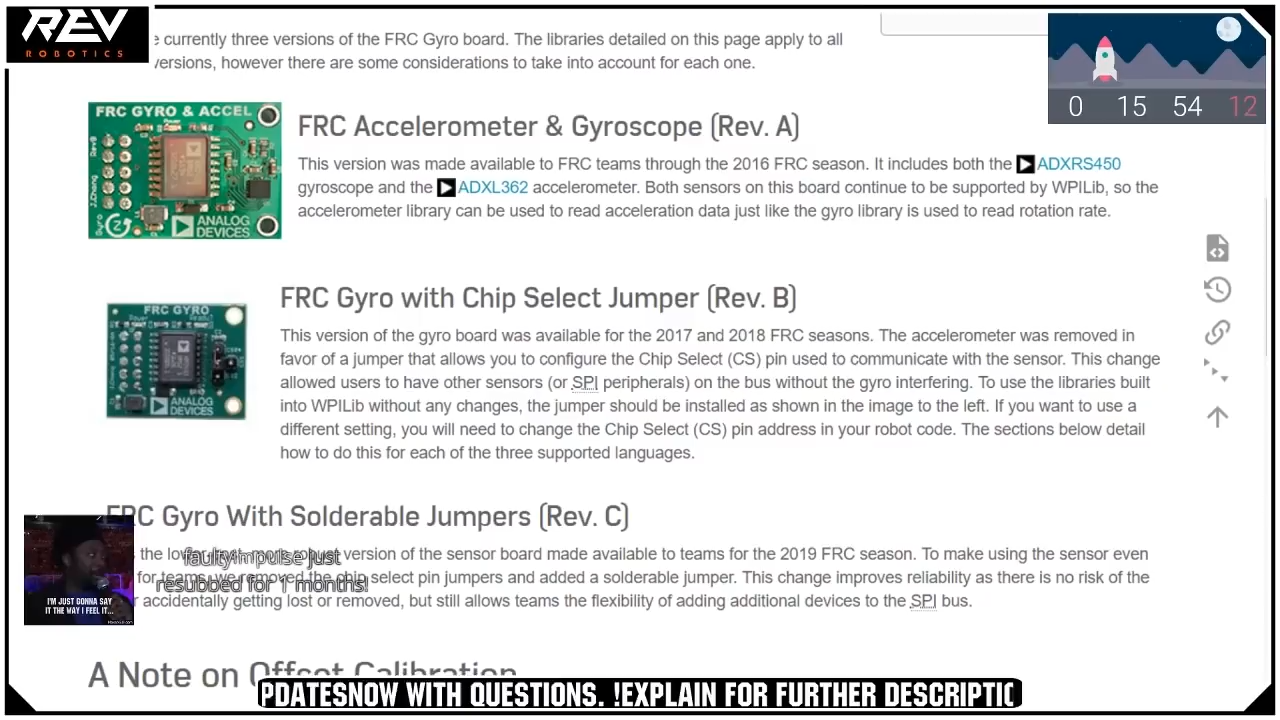 REV
ROBOTICS
e currently three versions of the FRC Gyro board. The libraries detailed on this page apply to all
versions, however there are some considerations to take into account for each one.
0 15 54 12
FRC GYRO & ACCEL
ANALOG
DEVICES
FRC Accelerometer & Gyroscope (Rev. A)
This version was made available to FRC teams through the 2016 FRC season. It includes both the ADXRS450
gyroscope and the ADXL362 accelerometer. Both sensors on this board continue to be supported by WPILib, so the
accelerometer library can be used to read acceleration data just like the gyro library is used to read rotation rate.
FRC GYRO
ANALOG
DEVICES
FRC Gyro with Chip Select Jumper (Rev. B)
This version of the gyro board was available for the 2017 and 2018 FRC seasons. The accelerometer was removed in
favor of a jumper that allows you to configure the Chip Select (CS) pin used to communicate with the sensor. This change
allowed users to have other sensors (or SPI peripherals) on the bus without the gyro interfering. To use the libraries built
into WPILib without any changes, the jumper should be installed as shown in the image to the left. If you want to use a
different setting, you will need to change the Chip Select (CS) pin address in your robot code. The sections below detail
how to do this for each of the three supported languages.
FRC Gyro With Solderable Jumpers (Rev. C)
the version of the sensor board made available to teams for the 2019 FRC season. To make using the sensor even
for teams, we removed the chip select pin jumpers and added a solderable jumper. This change improves reliability as there is no risk of the
accidentally getting lost or removed, but still allows teams the flexibility of adding additional devices to the SPI bus.
faultyimpulse just
resubbed for 1 months!
I'M JUST GONNA SAY
IT THE WAY I FEEL IT...
A Note on Offset Calibration
PDATESNOW WITH QUESTIONS. !EXPLAIN FOR FURTHER DESCRIPTIO